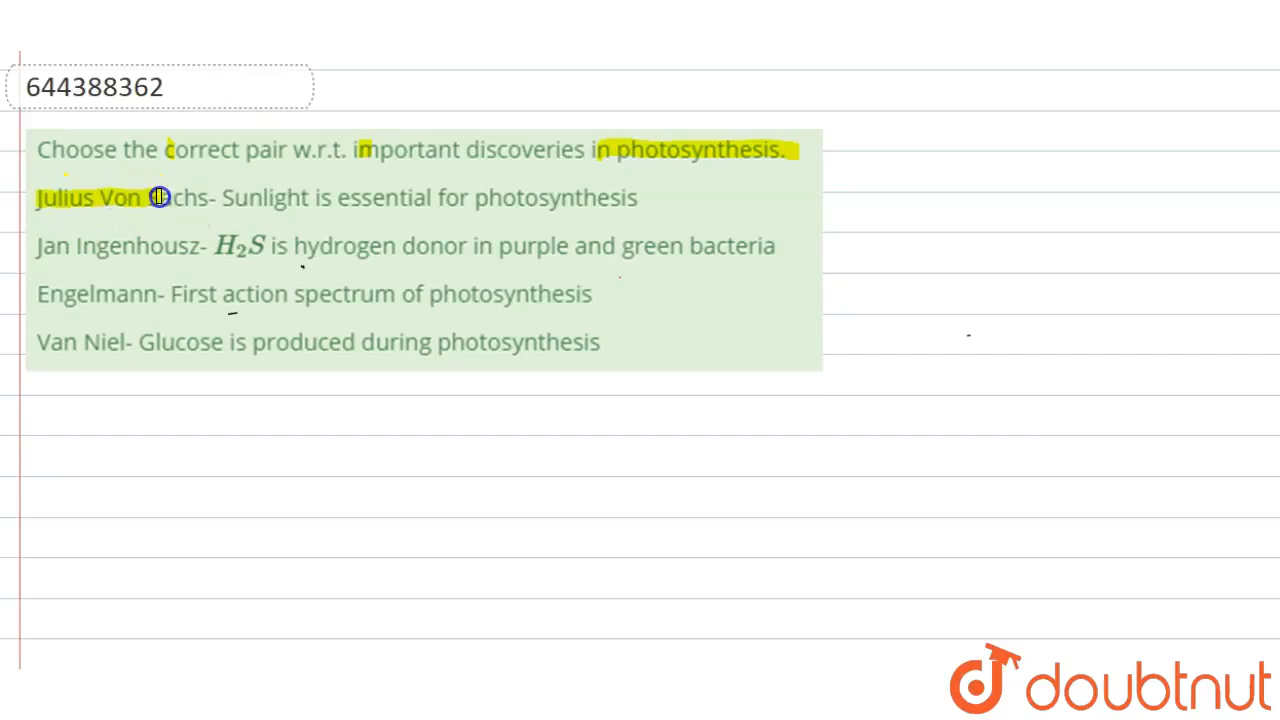 644388362
Choose the correct pair w.r.t. important discoveries in photosynthesis.
Julius Von Sachs- Sunlight is essential for photosynthesis
Jan Ingenhousz- H₂S is hydrogen donor in purple and green bacteria
Engelmann- First action spectrum of photosynthesis
Van Niel- Glucose is produced during photosynthesis
doubtnut